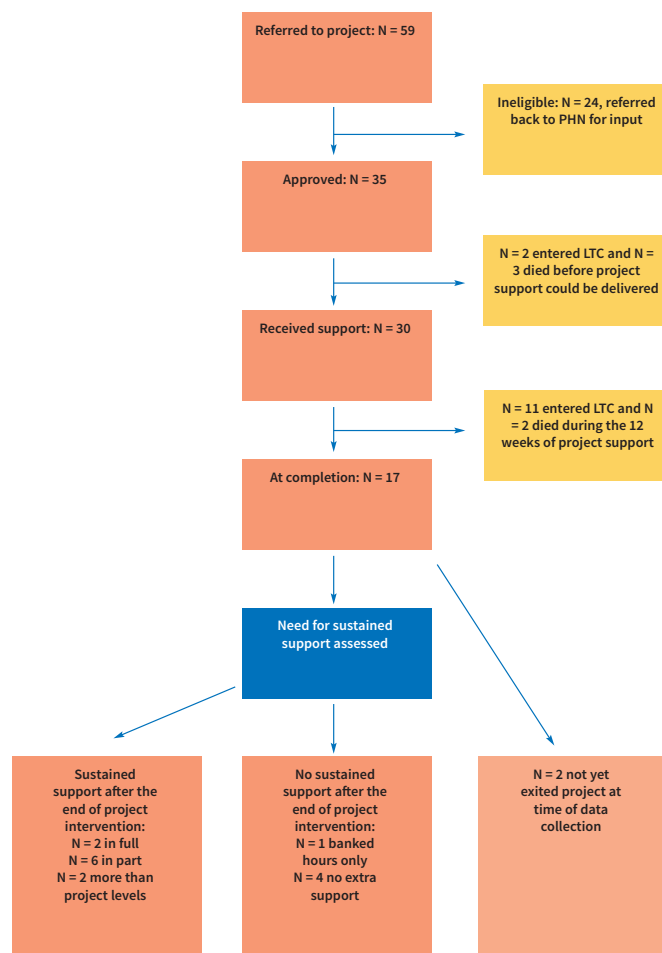 Referred to project: N = 59
Ineligible: N = 24, referred
back to PHN for input
Approved: N = 35
N = 2 entered LTC and N =
3 died before project
support could be delivered
Received support: N = 30
N = 11 entered LTC and N
= 2 died during the 12
weeks of project support
At completion: N = 17
Need for sustained
support assessed
Sustained
support after the
end of project
intervention:
N = 2 in full
N = 6 in part
N = 2 more than
project levels
No sustained
support after the
end of project
intervention:
N = 1 banked
hours only
N = 4 no extra
support
N = 2 not yet
exited project at
time of data
collection